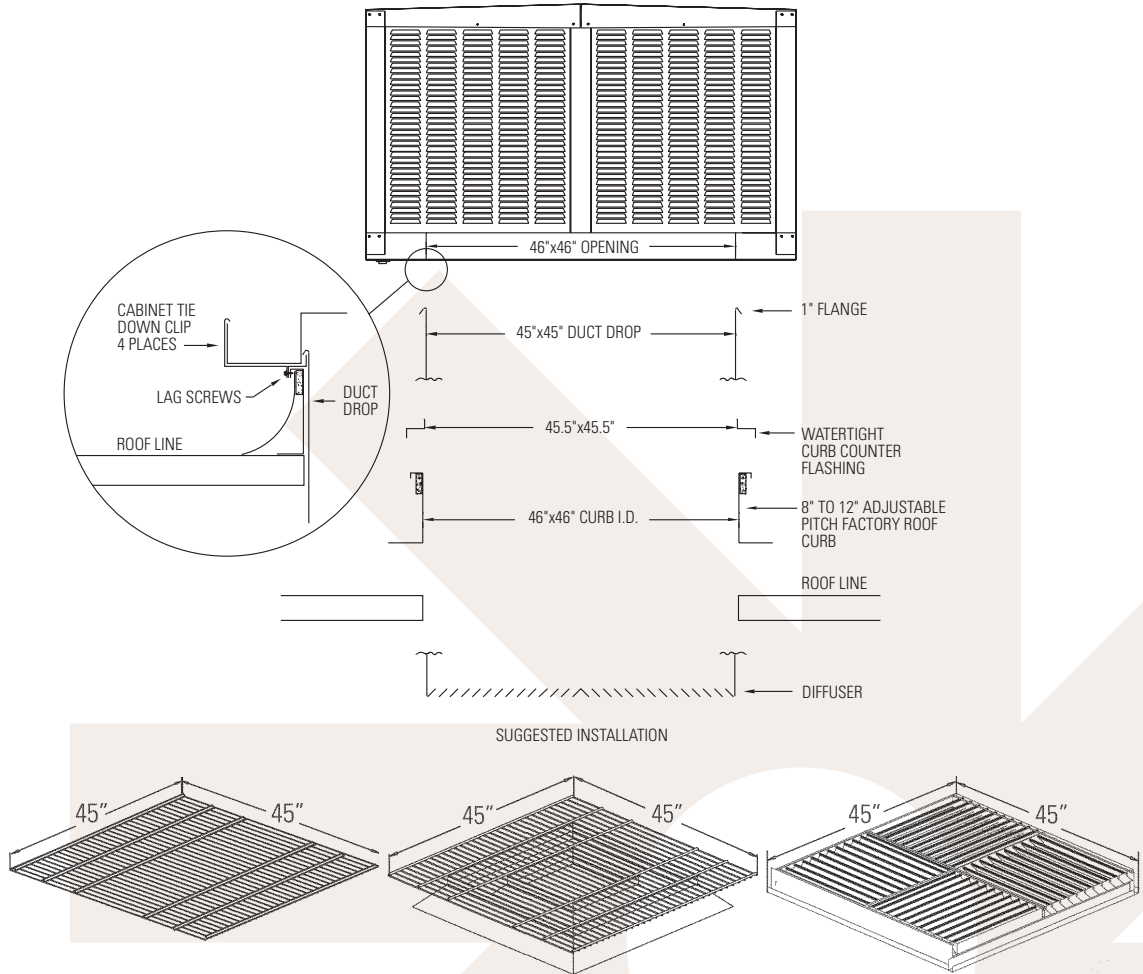 46"x46" OPENING
CABINET TIE
DOWN CLIP
4 PLACES
LAG SCREWS
DUCT
DROP
ROOF LINE
1" FLANGE
45"x45" DUCT DROP
45.5"x45.5"
WATERTIGHT
CURB COUNTER
FLASHING
46"x46" CURB I.D.
8" TO 12" ADJUSTABLE
PITCH FACTORY ROOF
CURB
ROOF LINE
DIFFUSER
SUGGESTED INSTALLATION
45” 45”
45” 45”
45” 45”